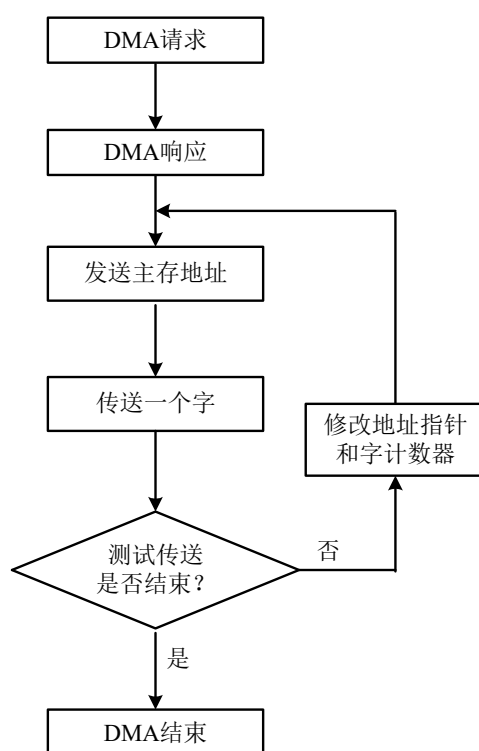 DMA请求
DMA响应
发送主存地址
传送一个字
修改地址指针
和字计数器
测试传送
是否结束？
否
是
DMA结束